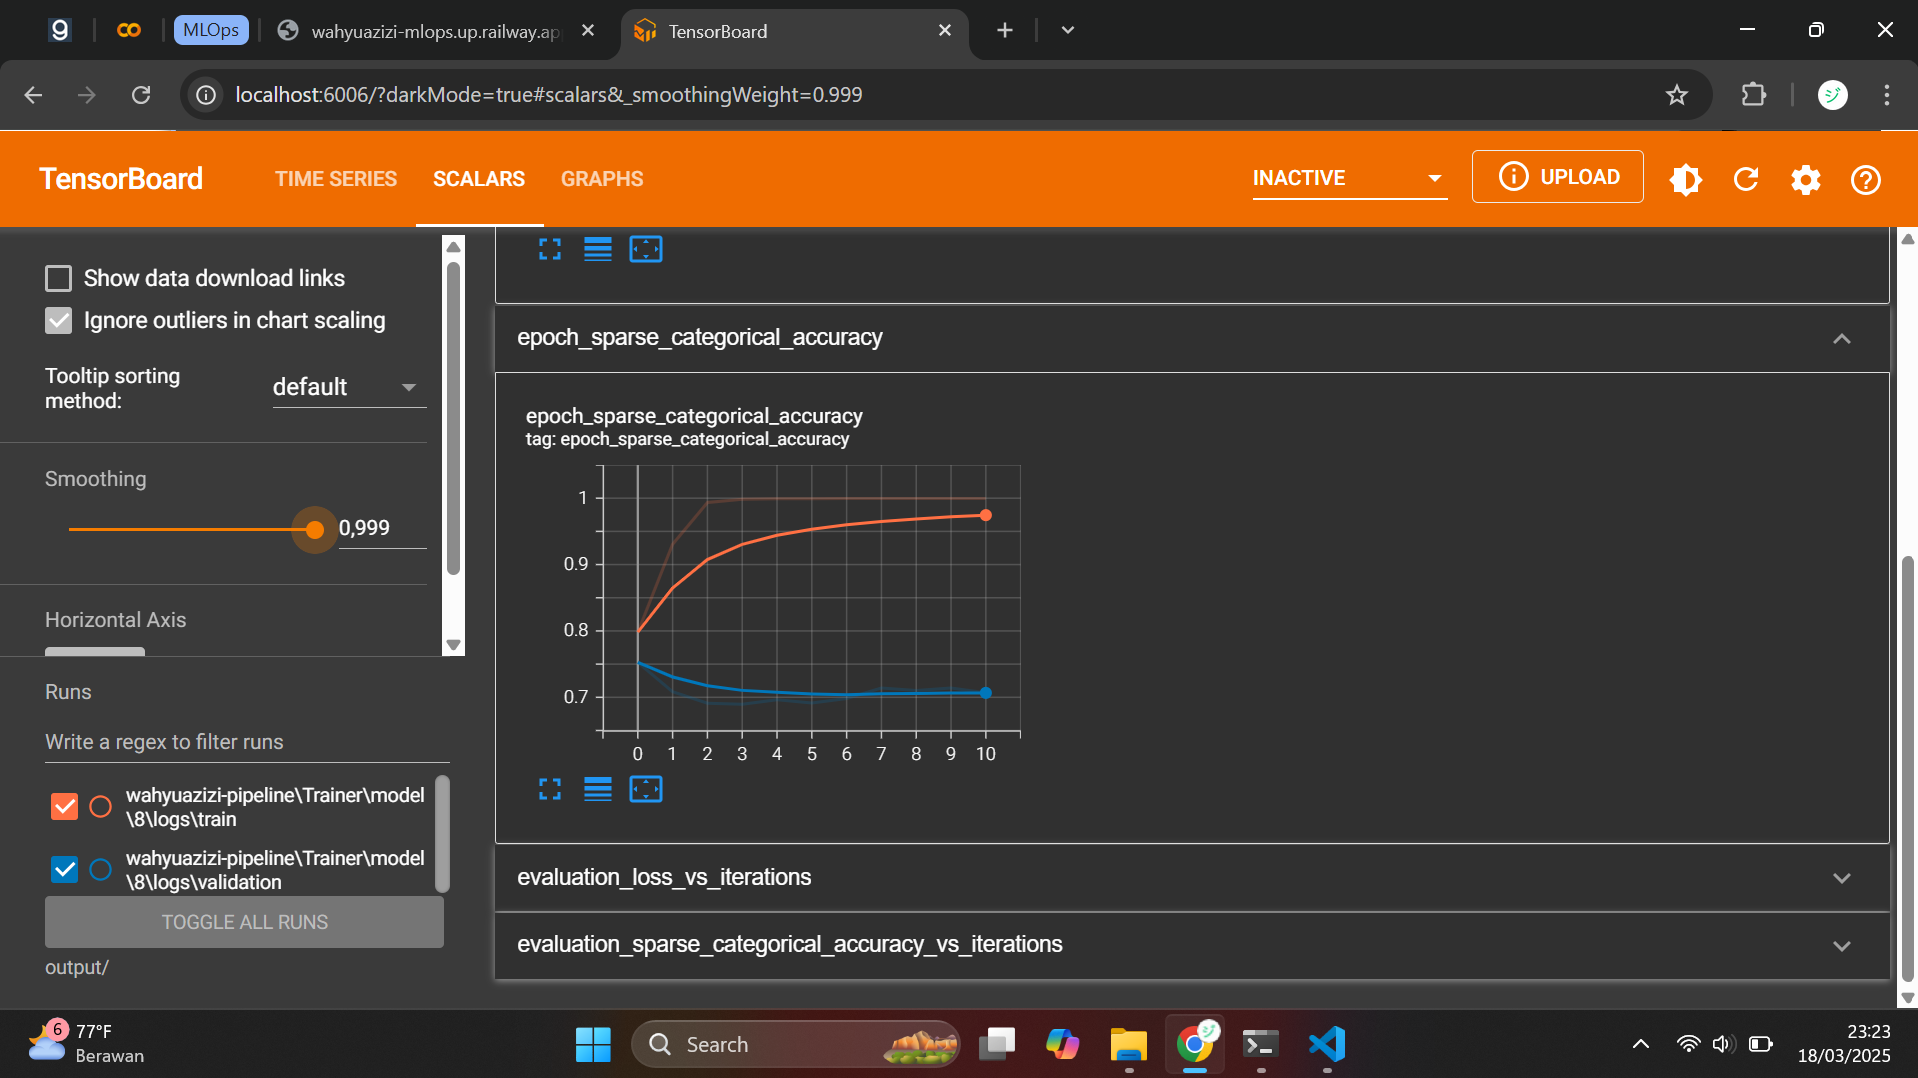 MLOps
wahyuazizi-mlops.up.railway.ap
TensorBoard
localhost:6006/?darkMode=true#scalars&_smoothingWeight=0.999
TensorBoard
TIME SERIES
SCALARS
GRAPHS
INACTIVE
UPLOAD
Show data download links
Ignore outliers in chart scaling
Tooltip sorting
method:
default
Smoothing
0,999
Horizontal Axis
Runs
Write a regex to filter runs
wahyuazizi-pipeline\Trainer\model
\8\logs\train
wahyuazizi-pipeline\Trainer\model
\8\logs\validation
TOGGLE ALL RUNS
output/
epoch_sparse_categorical_accuracy
epoch_sparse_categorical_accuracy
tag: epoch_sparse_categorical_accuracy
1
0.9
0.8
0.7
0 1 2 3 4 5 6 7 8 9 10
evaluation_loss_vs_iterations
evaluation_sparse_categorical_accuracy_vs_iterations
6
77°F
Berawan
Search
23:23
18/03/2025